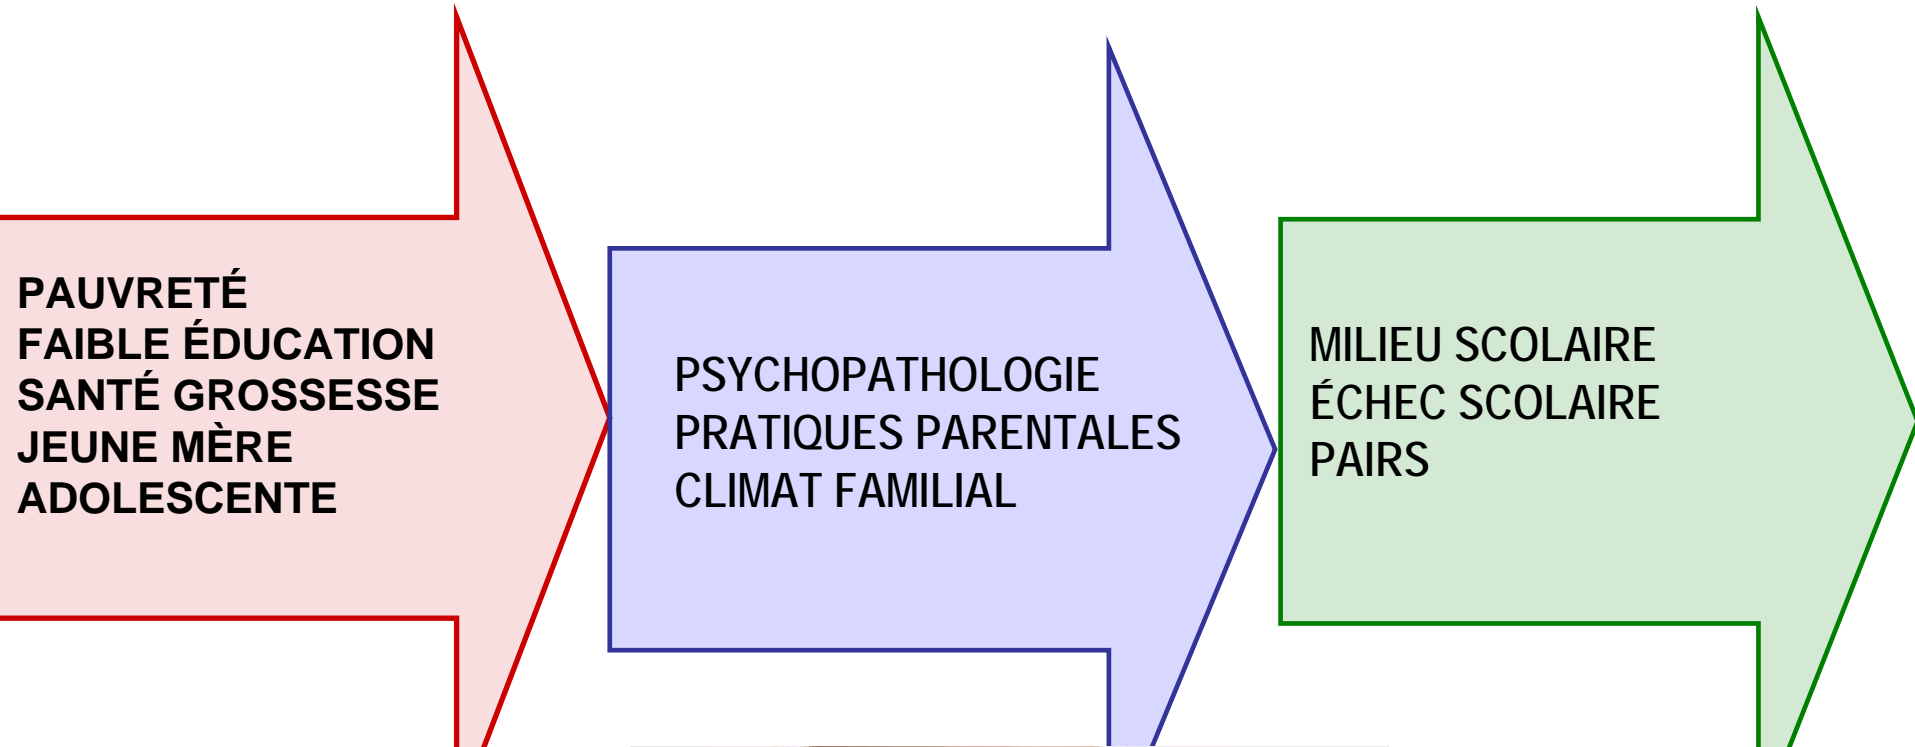 PAUVRETÉ
FAIBLE ÉDUCATION
SANTÉ GROSSESSE
JEUNE MÈRE
ADOLESCENTE
PSYCHOPATHOLOGIE
PRATIQUES PARENTALES
CLIMAT FAMILIAL
MILIEU SCOLAIRE
ÉCHEC SCOLAIRE
PAIRS